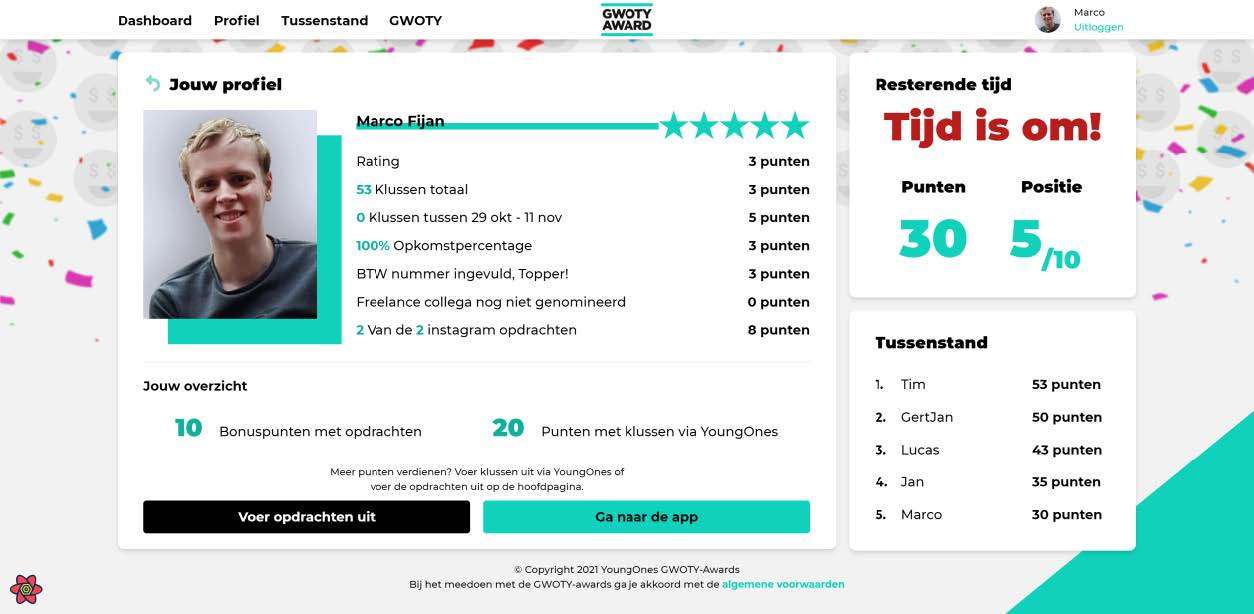 Dashboard Profiel Tussenstand GWOTY
GWOTY
AWARD
Marco
Uitloggen
Jouw profiel
Marco Fijan
Rating 3 punten
53 Klussen totaal 3 punten
0 Klussen tussen 29 okt - 11 nov 5 punten
100% Opkomstpercentage 3 punten
BTW nummer ingevuld, Topper! 3 punten
Freelance collega nog niet genomineerd 0 punten
2 Van de 2 instagram opdrachten 8 punten
Jouw overzicht
10 Bonuspunten met opdrachten 20 Punten met klussen via YoungOnes
Meer punten verdienen? Voer klussen uit via YoungOnes of
voer de opdrachten uit op de hoofdpagina.
Voer opdrachten uit Ga naar de app
Resterende tijd
Tijd is om!
Punten Positie
30 5/10
Tussenstand
1. Tim 53 punten
2. GertJan 50 punten
3. Lucas 43 punten
4. Jan 35 punten
5. Marco 30 punten
© Copyright 2021 YoungOnes GWOTY-Awards
Bij het meedoen met de GWOTY-awards ga je akkoord met de algemene voorwaarden